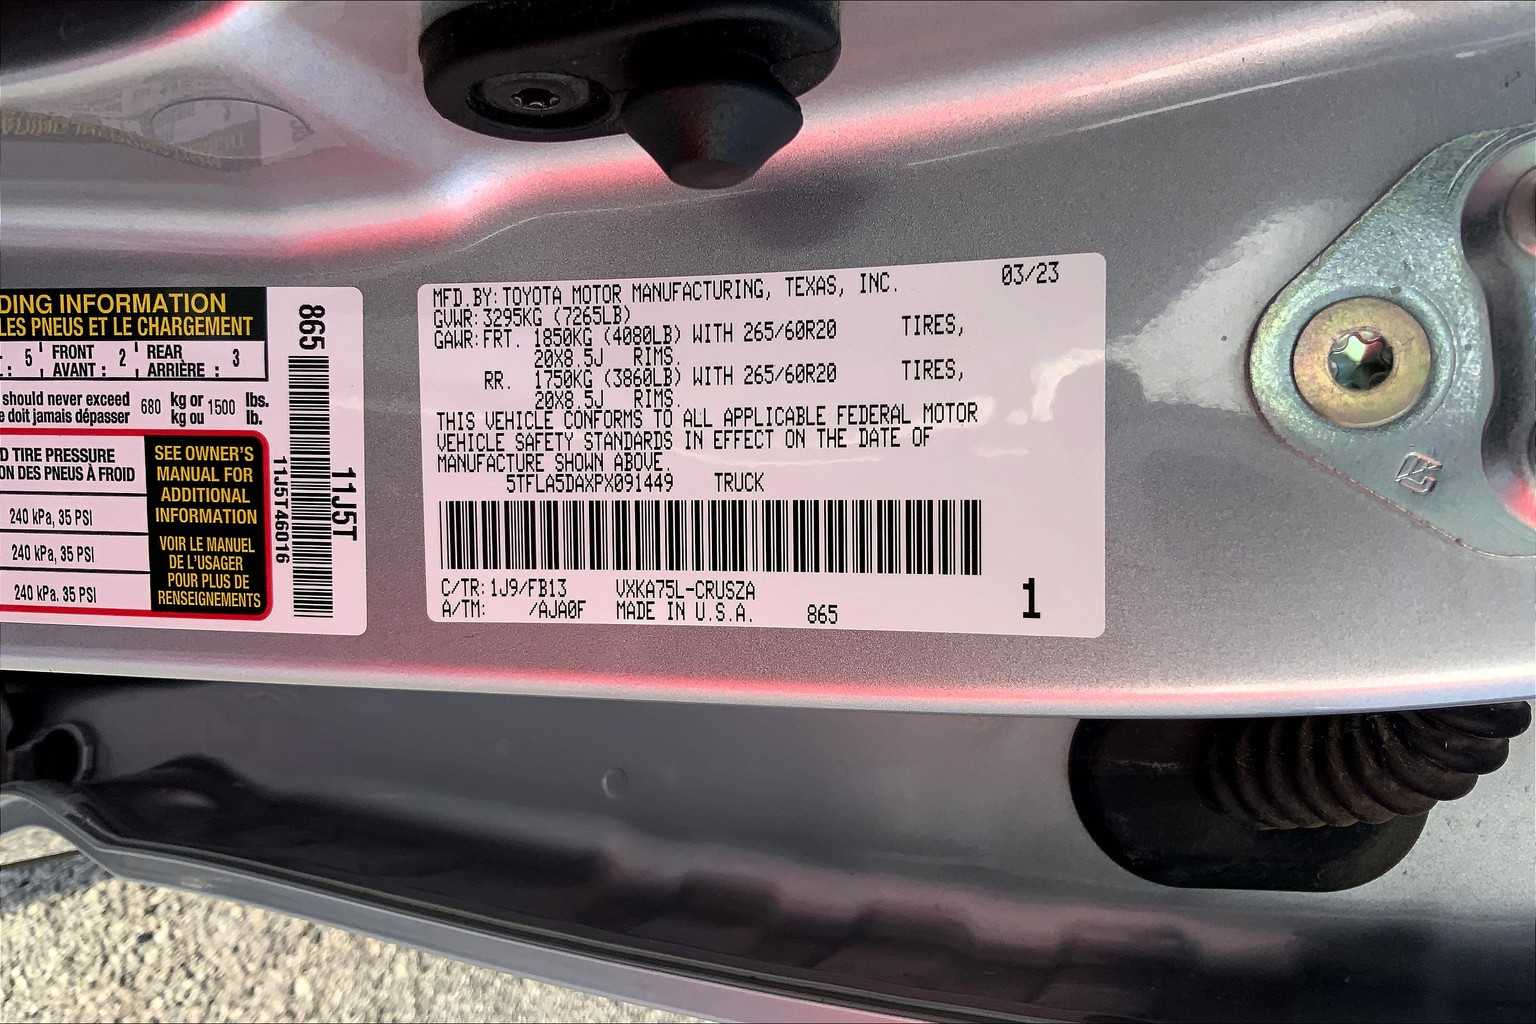 DING INFORMATION
LES PNEUS ET LE CHARGEMENT
: 5 FRONT AVANT : 2 REAR ARRIÈRE : 3
should never exceed 680 kg or 1500 lbs.
doit jamais dépasser kg ou lb.
TIRE PRESSURE
DES PNEUS À FROID
240 kPa, 35 PSI
240 kPa, 35 PSI
240 kPa. 35 PSI
SEE OWNER'S
MANUAL FOR
ADDITIONAL
INFORMATION
VOIR LE MANUEL
DE L'USAGER
POUR PLUS DE
RENSEIGNEMENTS
865
11J5T46016
11J5T
MFD.BY:TOYOTA MOTOR MANUFACTURING, TEXAS, INC. 03/23
GVWR:3295KG (7265LB)
GAWR:FRT. 1850KG (4080LB) WITH 265/60R20 TIRES,
20X8.5J RIMS.
RR. 1750KG (3860LB) WITH 265/60R20 TIRES,
20X8.5J RIMS.
THIS VEHICLE CONFORMS TO ALL APPLICABLE FEDERAL MOTOR
VEHICLE SAFETY STANDARDS IN EFFECT ON THE DATE OF
MANUFACTURE SHOWN ABOVE.
5TFLA5DAXPX091449 TRUCK
C/TR:1J9/FB13 VXKA75L-CRUSZA
A/TM: /AJA0F MADE IN U.S.A. 865
1